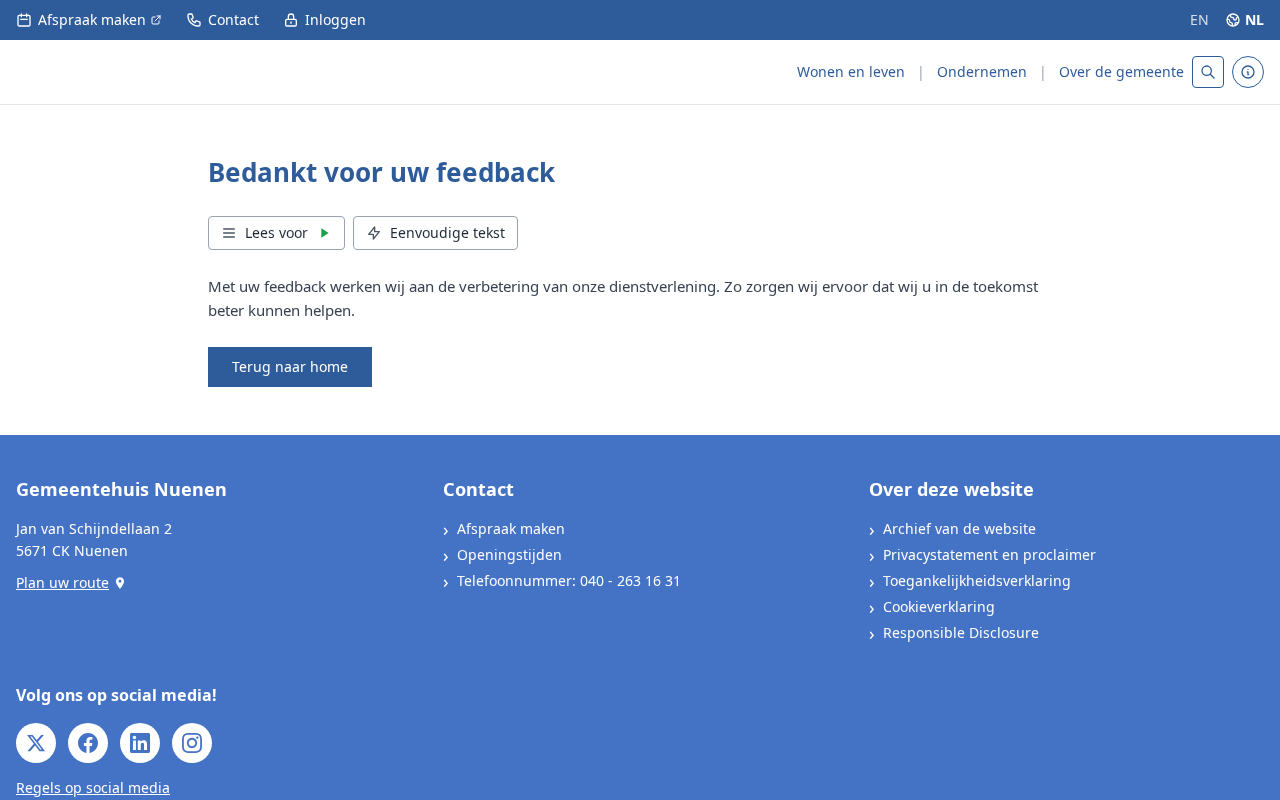 Afspraak maken
Contact
Inloggen
EN
NL
Wonen en leven | Ondernemen | Over de gemeente
Bedankt voor uw feedback
Lees voor
Eenvoudige tekst
Met uw feedback werken wij aan de verbetering van onze dienstverlening. Zo zorgen wij ervoor dat wij u in de toekomst
beter kunnen helpen.
Terug naar home
Gemeentehuis Nuenen
Jan van Schijndellaan 2
5671 CK Nuenen
Plan uw route
Contact
› Afspraak maken
› Openingstijden
› Telefoonnummer: 040 - 263 16 31
Over deze website
› Archief van de website
› Privacystatement en proclaimer
› Toegankelijkheidsverklaring
› Cookieverklaring
› Responsible Disclosure
Volg ons op social media!
Regels op social media